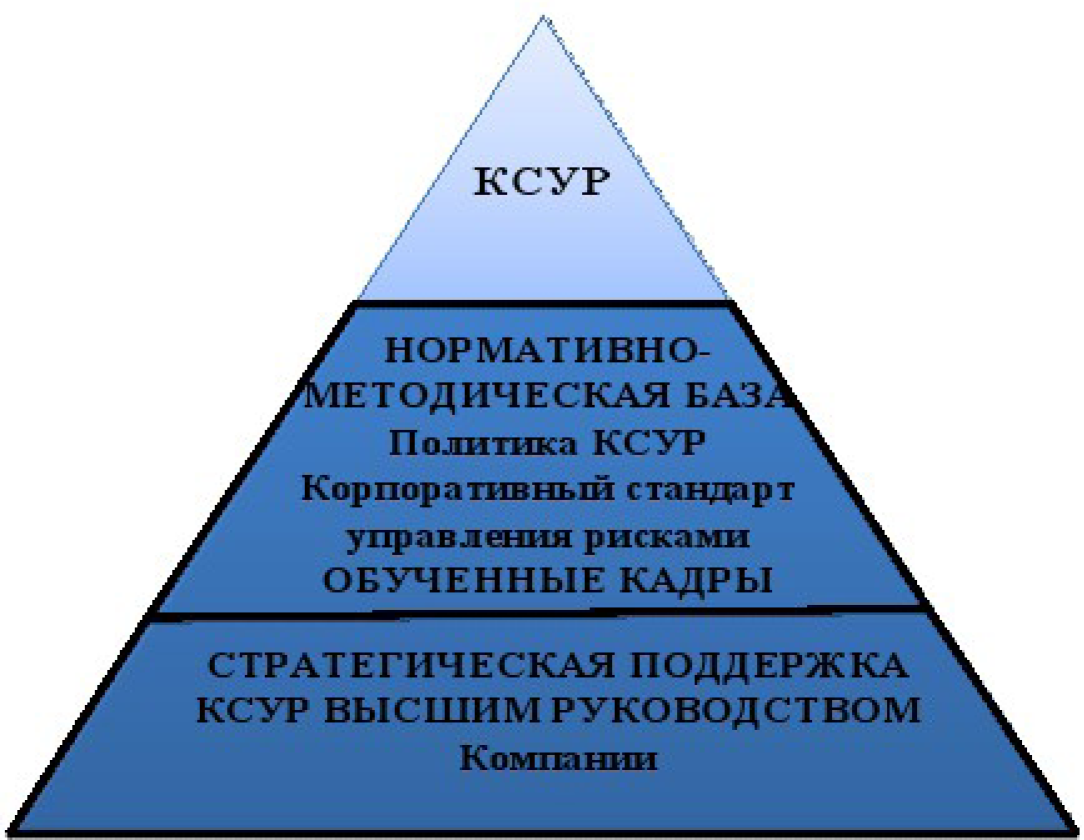 КСУР
НОРМАТИВНО-
МЕТОДИЧЕСКАЯ БАЗА
Политика КСУР
Корпоративный стандарт
управления рисками
ОБУЧЕННЫЕ КАДРЫ
СТРАТЕГИЧЕСКАЯ ПОДДЕРЖКА
КСУР ВЫСШИМ РУКОВОДСТВОМ
Компании